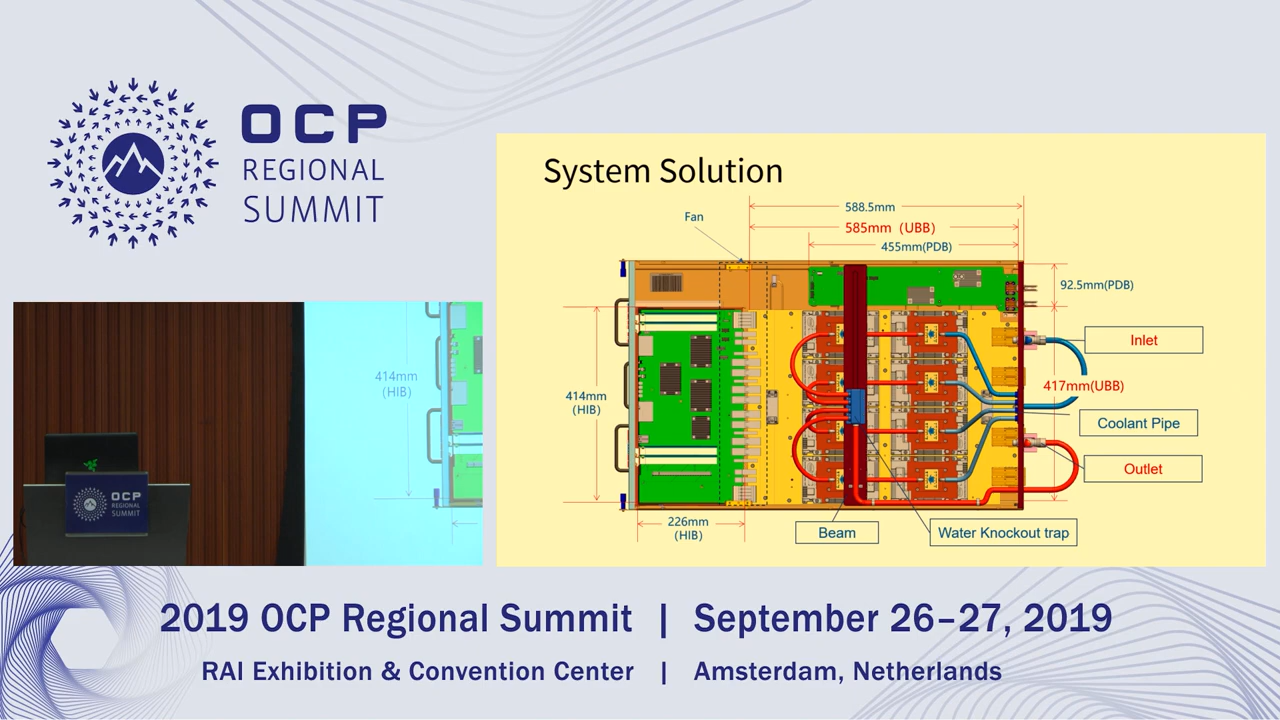 OCP
REGIONAL
SUMMIT
System Solution
Fan
588.5mm
585mm (UBB)
455mm(PDB)
92.5mm(PDB)
Inlet
417mm(UBB)
414mm
(HIB)
Coolant Pipe
Outlet
226mm
(HIB)
Beam
Water Knockout trap
414mm
(HIB)
OCP
REGIONAL
SUMMIT
2019 OCP Regional Summit | September 26–27, 2019
RAI Exhibition & Convention Center | Amsterdam, Netherlands